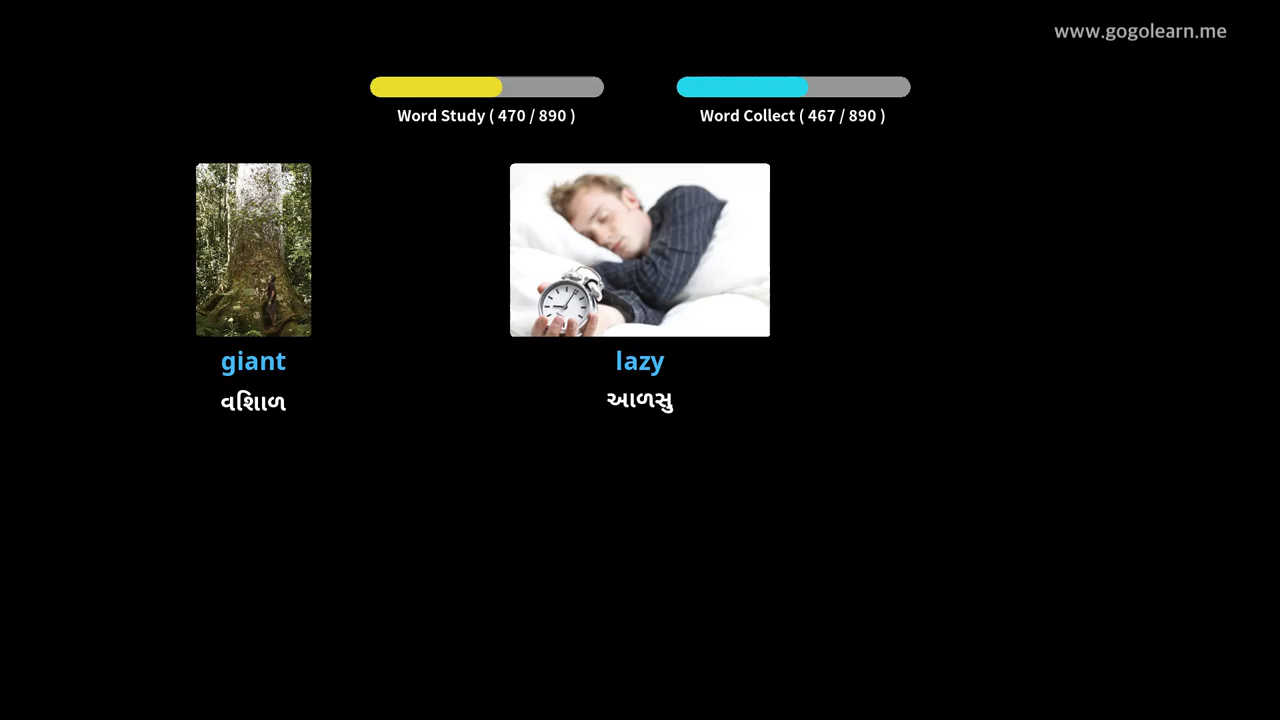 www.gogolearn.me
Word Study ( 470 / 890 )
Word Collect ( 467 / 890 )
giant
lazy
વિશાળ
આળસુ